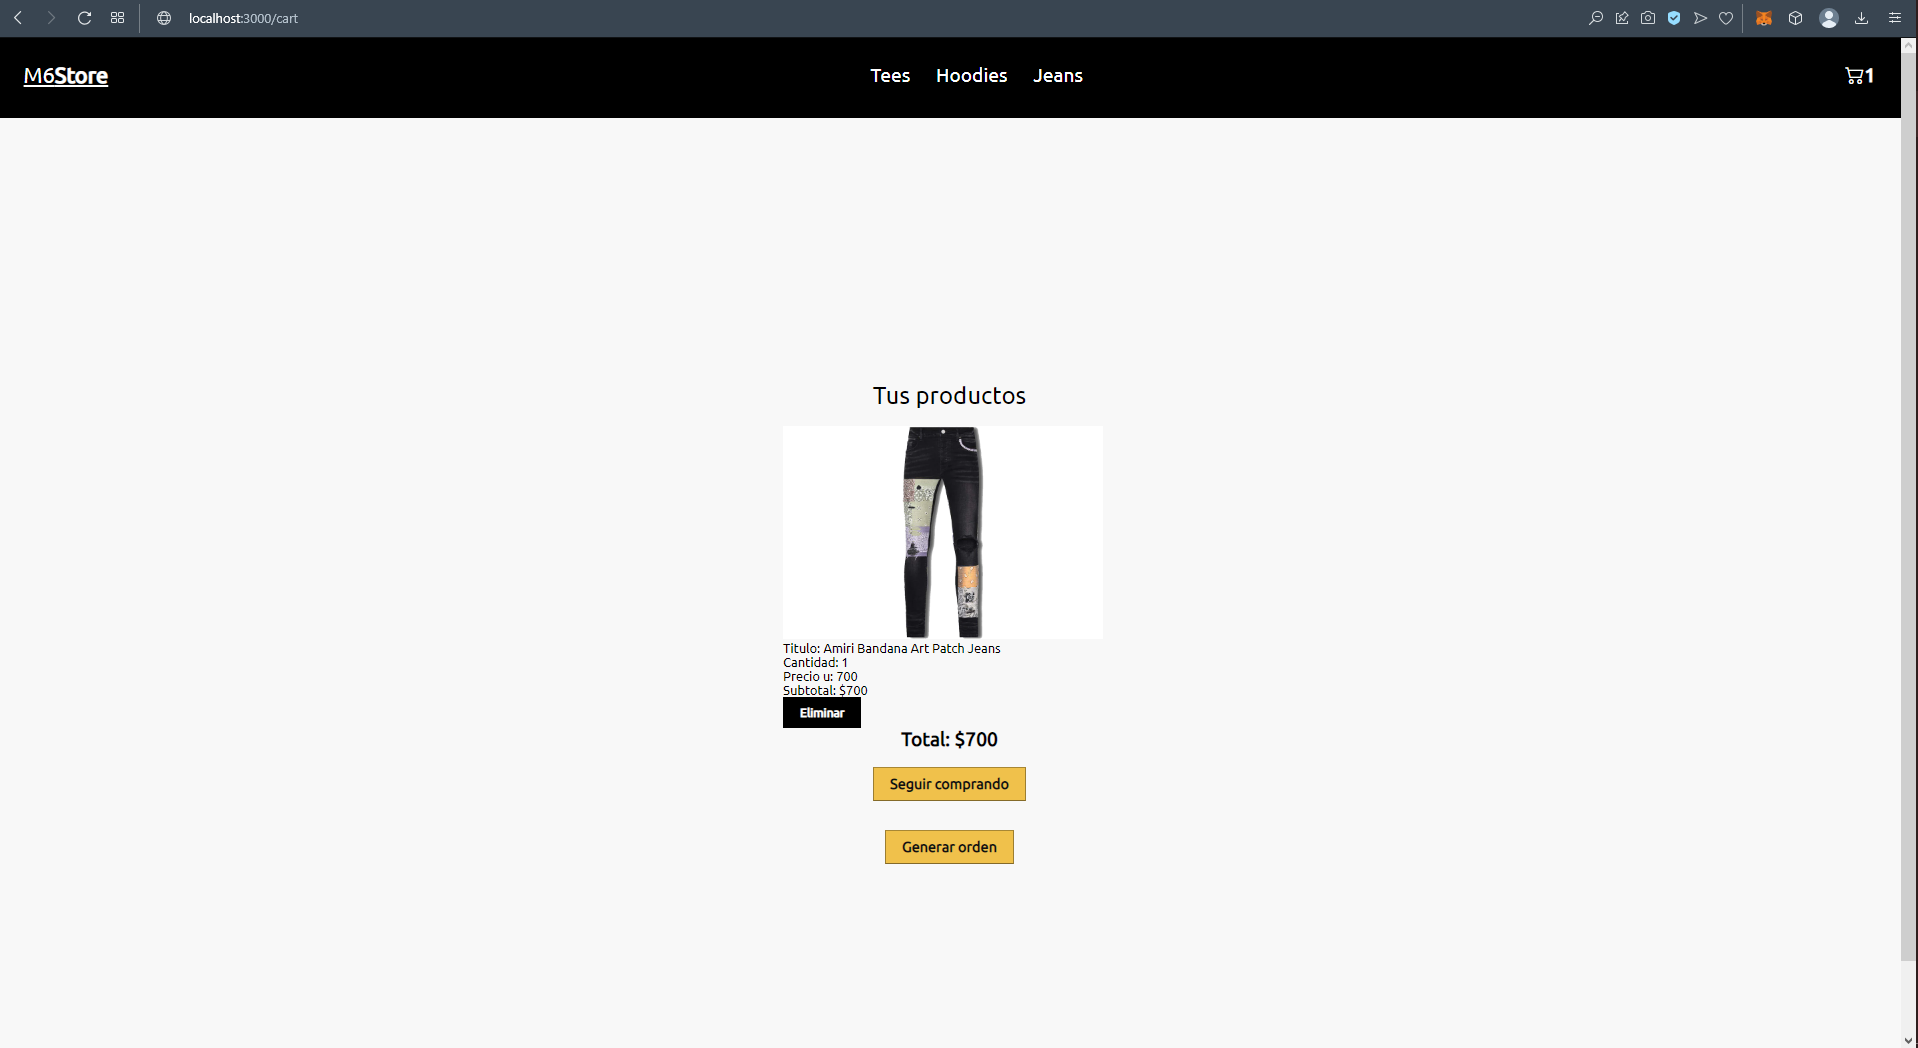 localhost:3000/cart
M6Store
Tees Hoodies Jeans
1
Tus productos
Titulo: Amiri Bandana Art Patch Jeans
Cantidad: 1
Precio u: 700
Subtotal: $700
Eliminar
Total: $700
Seguir comprando
Generar orden